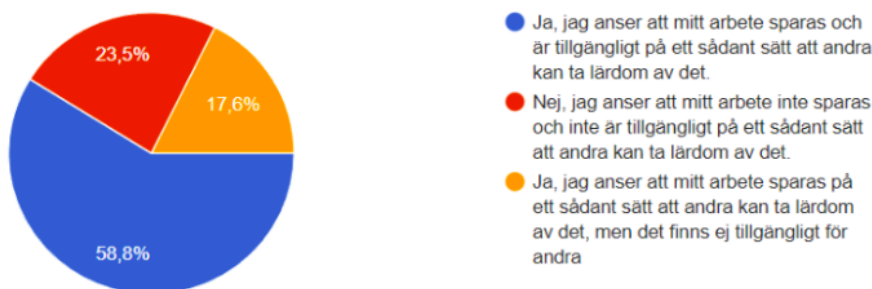 23,5%
17,6%
58,8%
Ja, jag anser att mitt arbete sparas och
är tillgängligt på ett sådant sätt att andra
kan ta lärdom av det.
Nej, jag anser att mitt arbete inte sparas
och inte är tillgängligt på ett sådant sätt
att andra kan ta lärdom av det.
Ja, jag anser att mitt arbete sparas på
ett sådant sätt att andra kan ta lärdom
av det, men det finns ej tillgängligt för
andra